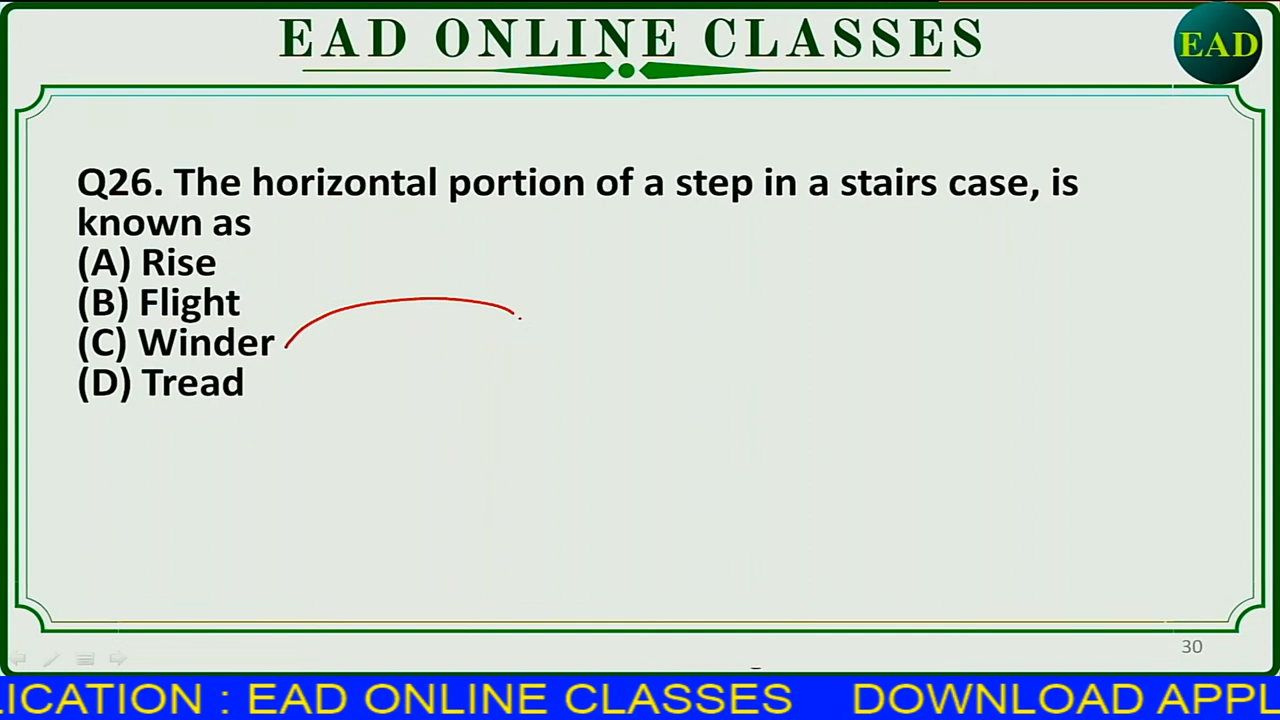 EAD ONLINE CLASSES
EAD
Q26. The horizontal portion of a step in a stairs case, is
known as
(A) Rise
(B) Flight
(C) Winder
(D) Tread
30
LICATION : EAD ONLINE CLASSES DOWNLOAD APPL